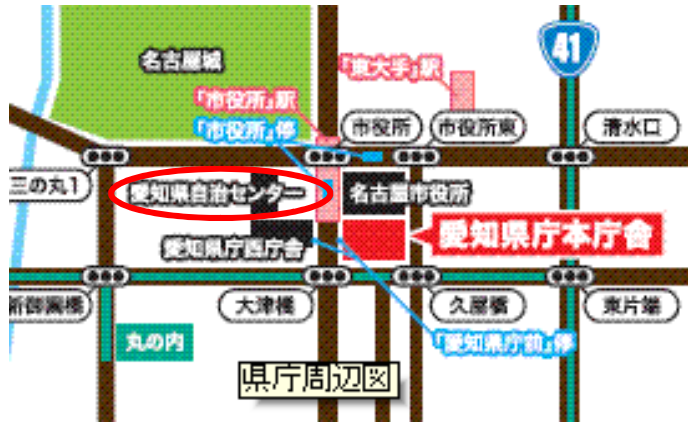 41
名古屋城
「東大手」駅
「市役所」駅
「市役所」停
市役所
市役所東
清水口
三の丸1
愛知県自治センター
名古屋市役所
愛知県庁西庁舎
愛知県庁本庁舎
新御園橋
大津橋
久屋橋
東片端
丸の内
「愛知県庁前」停
県庁周辺図